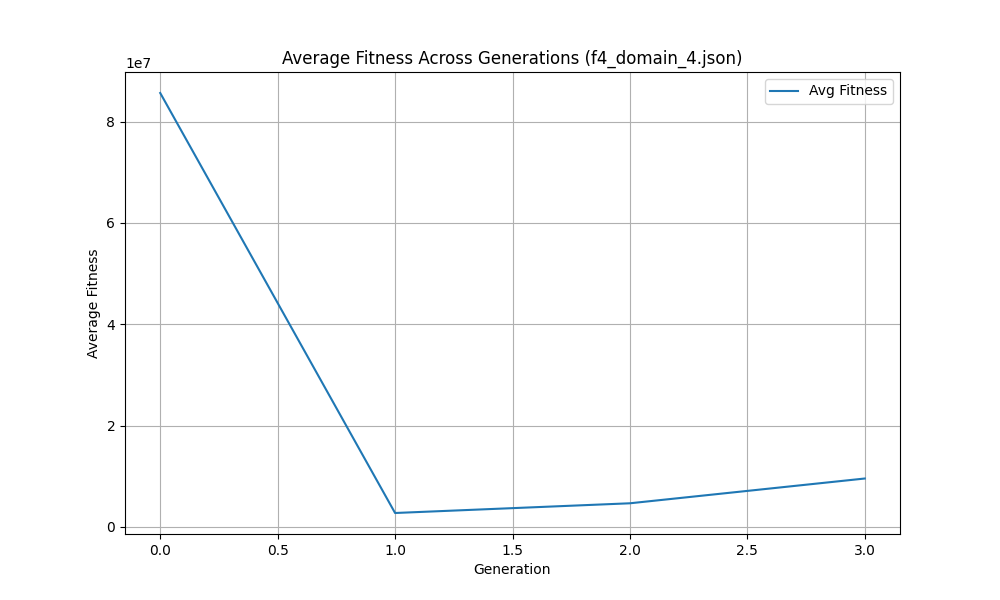 Average Fitness Across Generations (f4_domain_4.json)
1e7
Avg Fitness
8
6
4
2
0
Average Fitness
0.0 0.5 1.0 1.5 2.0 2.5 3.0
Generation